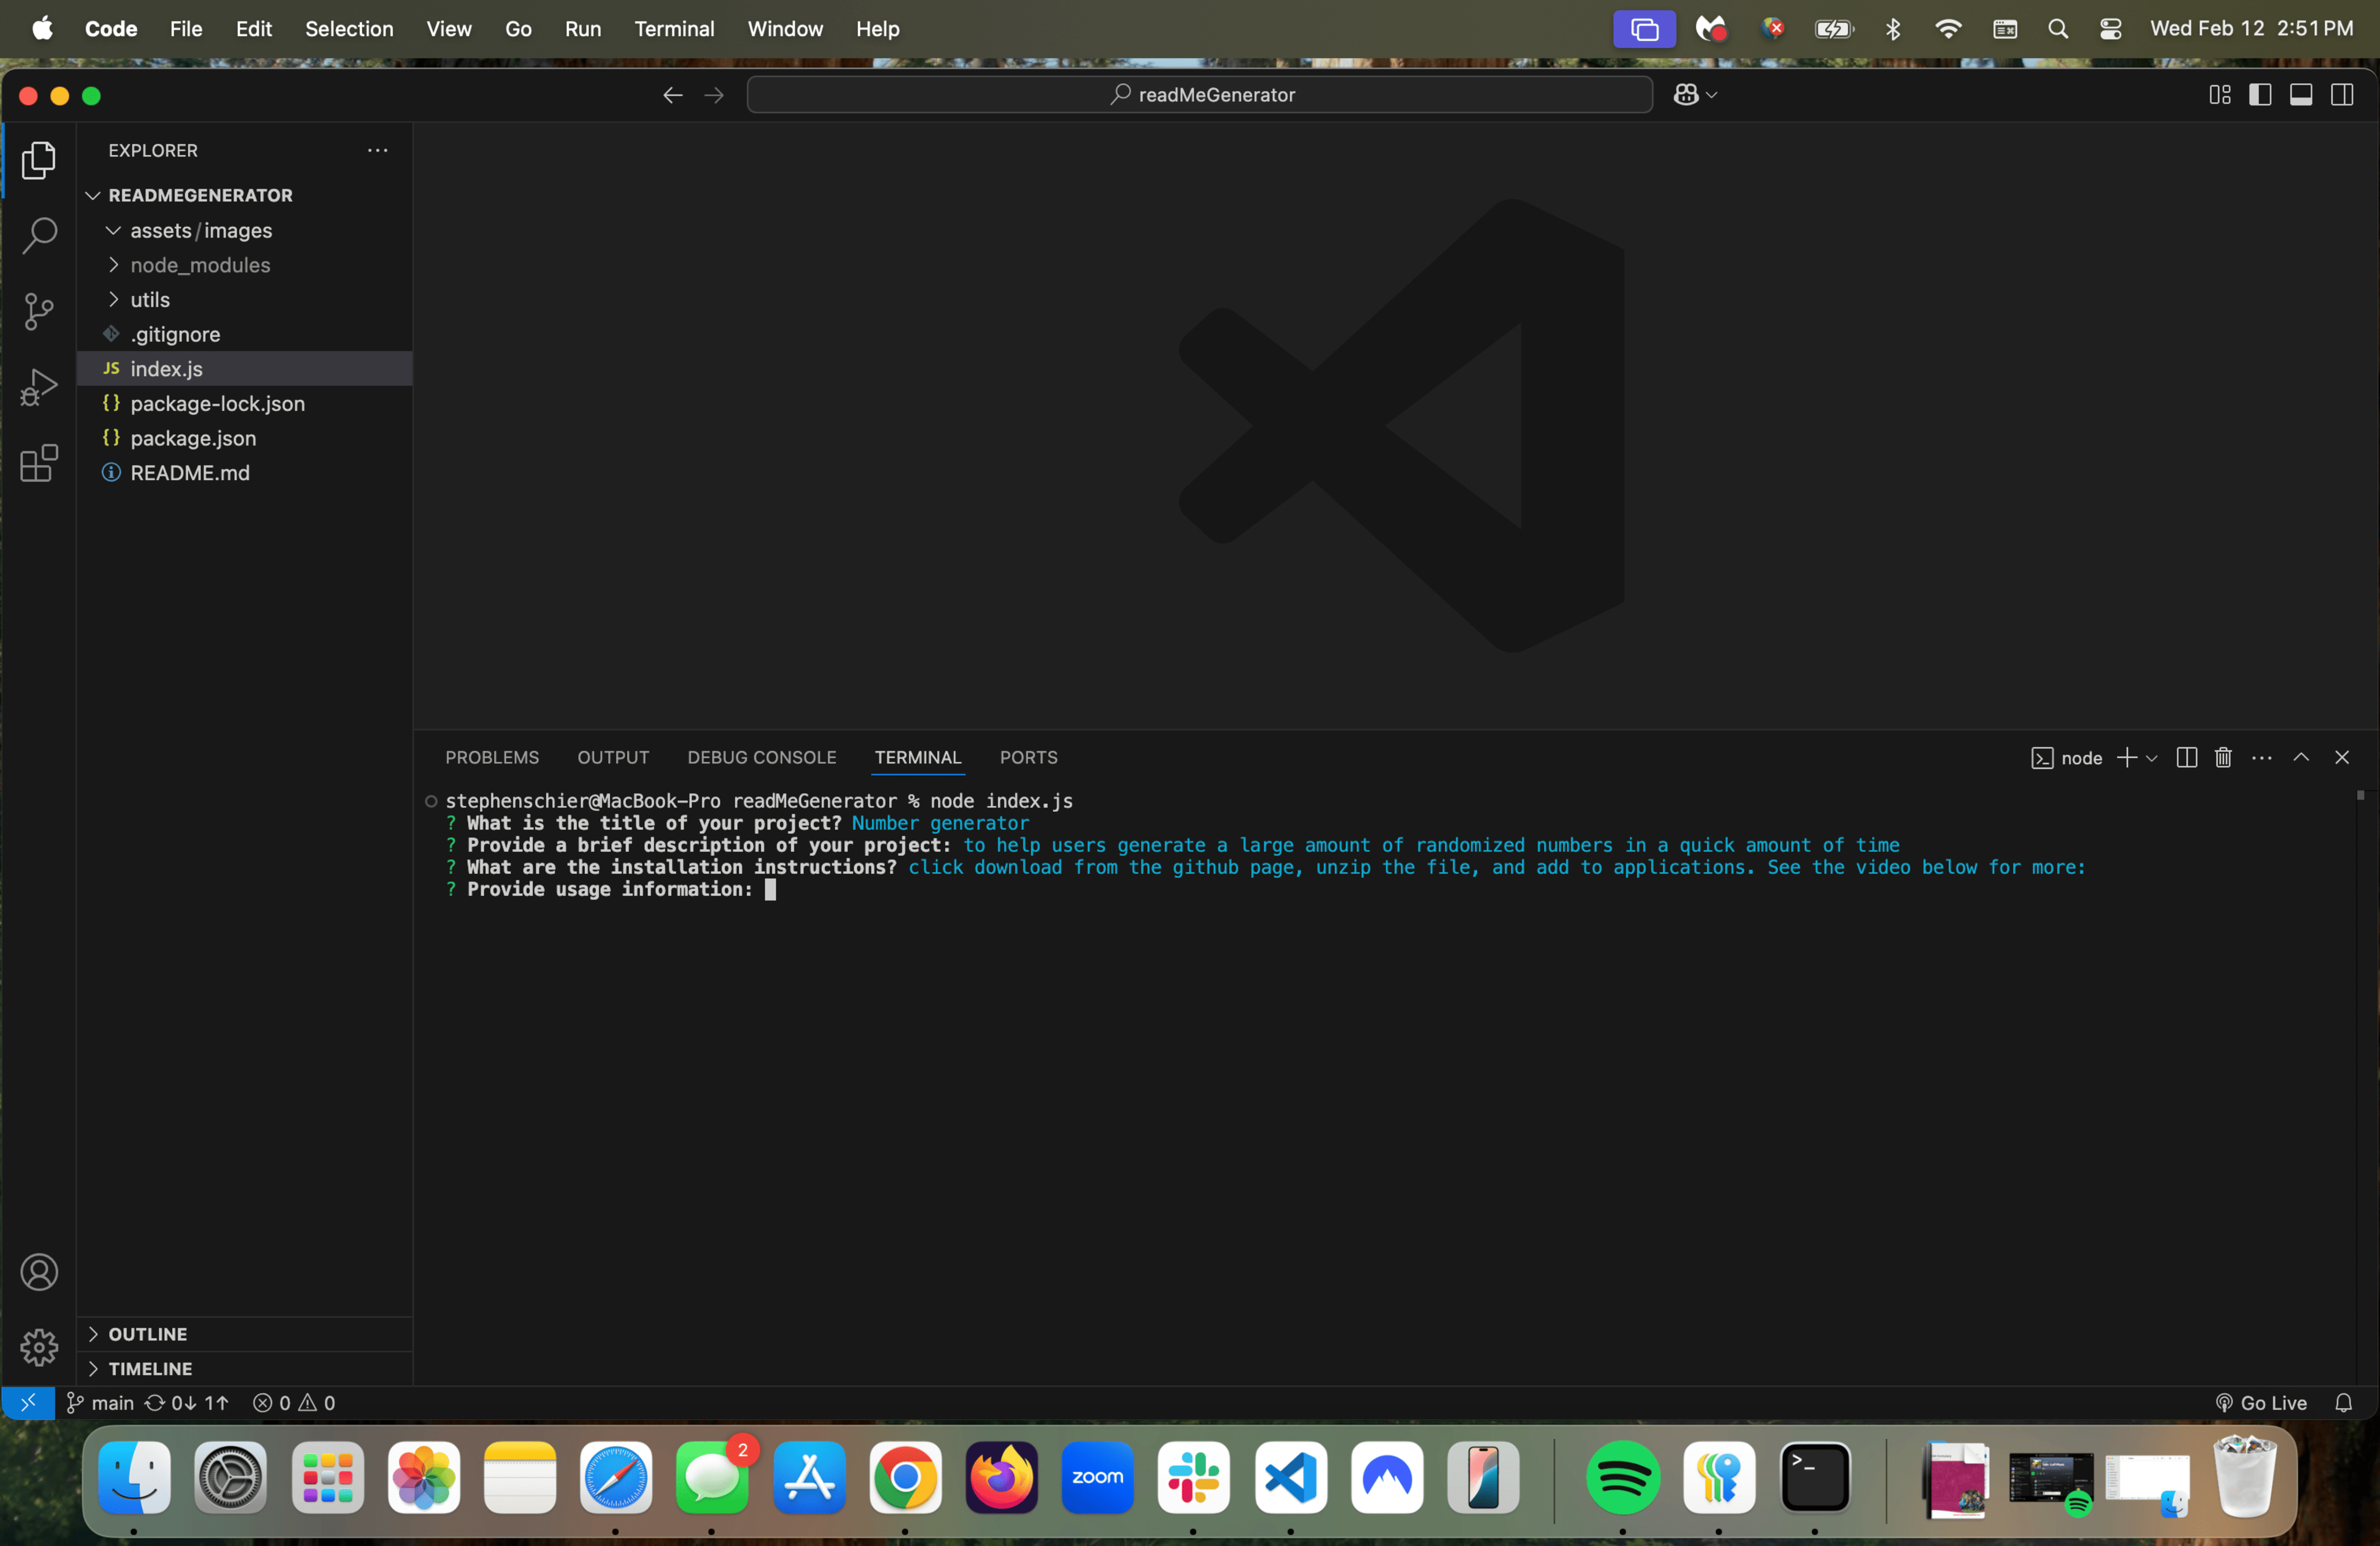 Code File Edit Selection View Go Run Terminal Window Help Wed Feb 12 2:51 PM
readMeGenerator
EXPLORER
READMEGENERATOR
assets/images
node_modules
utils
.gitignore
JS index.js
{} package-lock.json
{} package.json
README.md
PROBLEMS OUTPUT DEBUG CONSOLE TERMINAL PORTS node
stephenschier@MacBook-Pro readMeGenerator % node index.js
? What is the title of your project? Number generator
? Provide a brief description of your project: to help users generate a large amount of randomized numbers in a quick amount of time
? What are the installation instructions? click download from the github page, unzip the file, and add to applications. See the video below for more:
? Provide usage information:
OUTLINE
TIMELINE
main 0↓ 1↑ 0 0 Go Live
2
zoom
>_